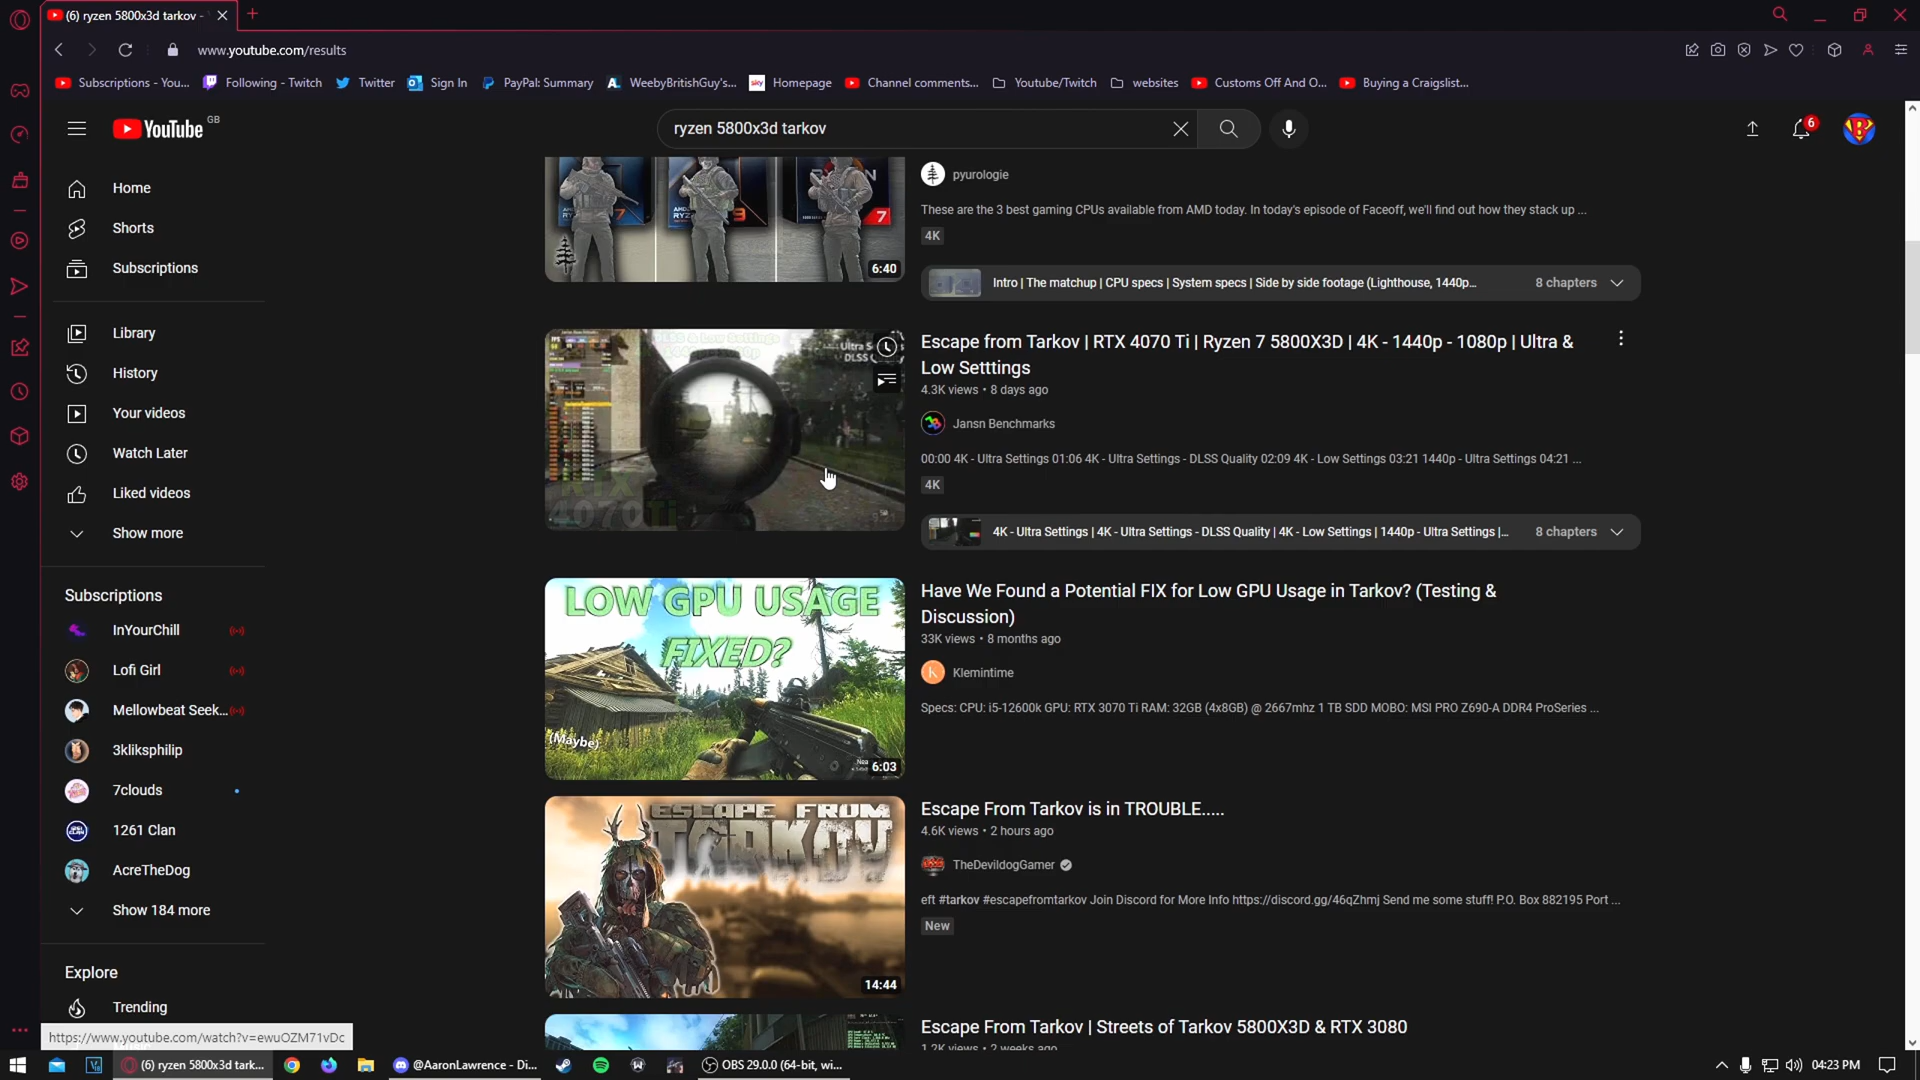 (6) ryzen 5800x3d tarkov -
www.youtube.com/results
Subscriptions - You...
Following - Twitch
Twitter
Sign In
PayPal: Summary
WeebyBritishGuy's...
sky
Homepage
Channel comments...
Youtube/Twitch
websites
Customs Off And O...
Buying a Craigslist...
YouTube GB
ryzen 5800x3d tarkov
6
Home
Shorts
Subscriptions
Library
History
Your videos
Watch Later
Liked videos
Show more
Subscriptions
InYourChill
Lofi Girl
Mellowbeat Seek...
3kliksphilip
7clouds
1261 Clan
AcreTheDog
Show 184 more
Explore
Trending
https://www.youtube.com/watch?v=ewuOZM71vDc
7
6:40
pyurologie
These are the 3 best gaming CPUs available from AMD today. In today's episode of Faceoff, we'll find out how they stack up ...
4K
Intro | The matchup | CPU specs | System specs | Side by side footage (Lighthouse, 1440p...
8 chapters
RTX
4070Ti
Escape from Tarkov | RTX 4070 Ti | Ryzen 7 5800X3D | 4K - 1440p - 1080p | Ultra &
Low Setttings
4.3K views • 8 days ago
Jansn Benchmarks
00:00 4K - Ultra Settings 01:06 4K - Ultra Settings - DLSS Quality 02:09 4K - Low Settings 03:21 1440p - Ultra Settings 04:21 ...
4K
4K - Ultra Settings | 4K - Ultra Settings - DLSS Quality | 4K - Low Settings | 1440p - Ultra Settings |...
8 chapters
LOW GPU USAGE
FIXED?
(Maybe)
6:03
Have We Found a Potential FIX for Low GPU Usage in Tarkov? (Testing &
Discussion)
33K views • 8 months ago
K Klemintime
Specs: CPU: i5-12600k GPU: RTX 3070 Ti RAM: 32GB (4x8GB) @ 2667mhz 1 TB SDD MOBO: MSI PRO Z690-A DDR4 ProSeries ...
ESCAPE FROM
TARKOV
14:44
Escape From Tarkov is in TROUBLE.....
4.6K views • 2 hours ago
TheDevildogGamer
eft #tarkov #escapefromtarkov Join Discord for More Info https://discord.gg/46qZhmj Send me some stuff! P.O. Box 882195 Port ...
New
Escape From Tarkov | Streets of Tarkov 5800X3D & RTX 3080
1.2K views • 2 weeks ago
(6) ryzen 5800x3d tark...
@AaronLawrence - Di...
OBS 29.0.0 (64-bit, wi...
04:23 PM